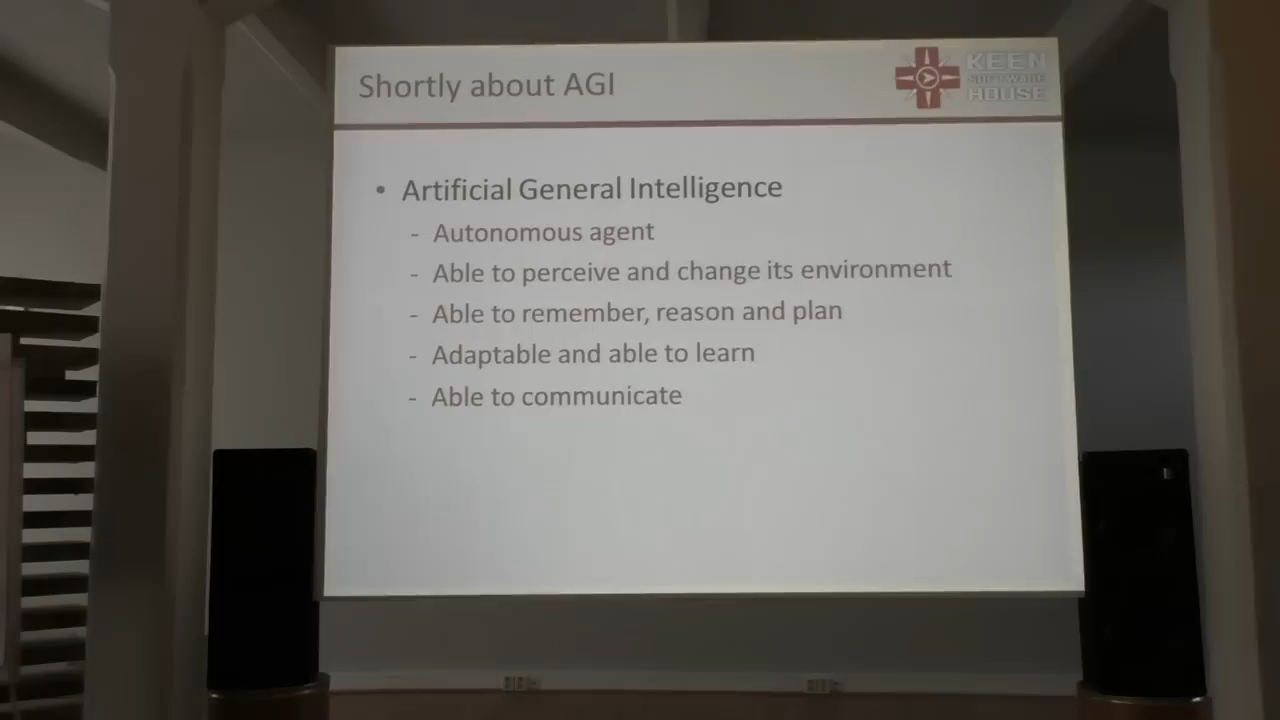 Shortly about AGI
KEEN
SOFTWARE
HOUSE
• Artificial General Intelligence
- Autonomous agent
- Able to perceive and change its environment
- Able to remember, reason and plan
- Adaptable and able to learn
- Able to communicate